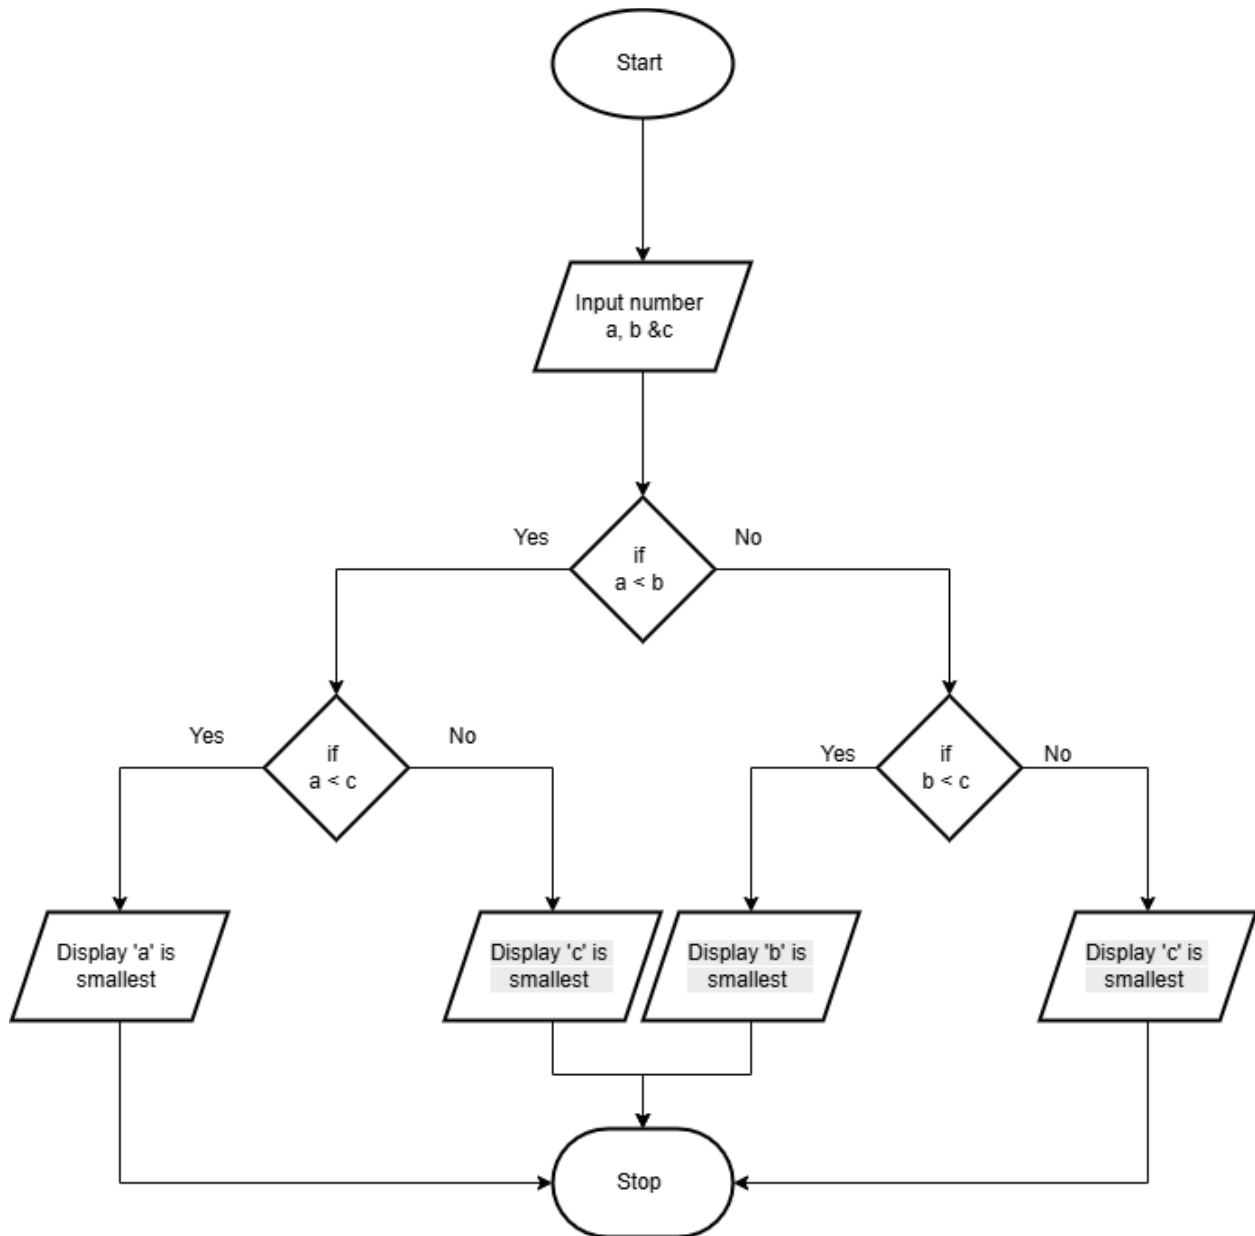 Start
Input number
a, b &c
Yes
No
if
a < b
Yes
No
if
a < c
Yes
No
if
b < c
Display 'a' is
smallest
Display 'c' is
smallest
Display 'b' is
smallest
Display 'c' is
smallest
Stop